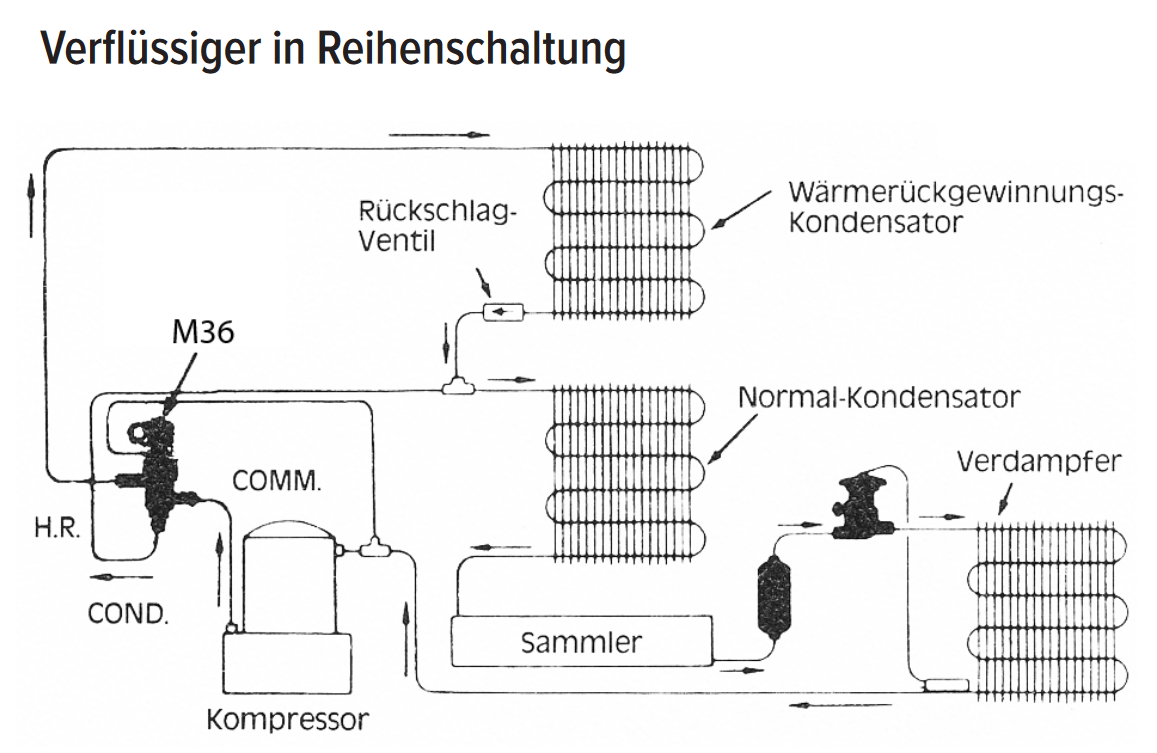 Verflüssiger in Reihenschaltung
Wärmerückgewinnungs-
Kondensator
Rückschlag-
Ventil
M36
Normal-Kondensator
Verdampfer
COMM.
H.R.
COND.
Sammler
Kompressor